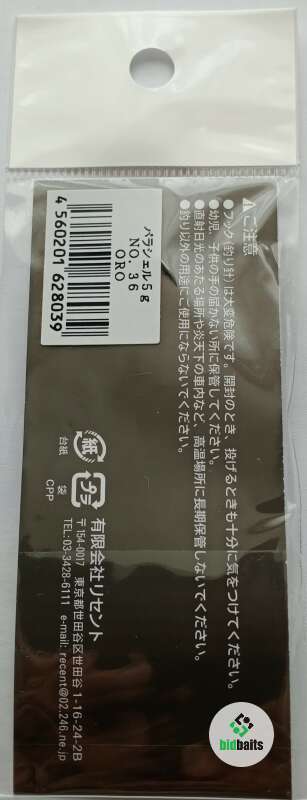 ⚠ご注意
●フック(釣り針)は大変危険です。開封のとき、投げるときも十分に気をつけてください。
●幼児、子供の手の届かない所に保管してください。
●直射日光のあたる場所や炎天下の車内など、高温場所に長期保管しないでください。
●釣り以外の用途にご使用にならないでください。
パラシェル5g
NO. 36
ORO
4 560201 628039
紙
台紙
プラ
袋
CPP
有限会社リセント
〒154-0017 東京都世田谷区世田谷 1-16-24-2B
TEL:03-3428-6111 e-mail: recent@02.246.ne.jp
bidbaits